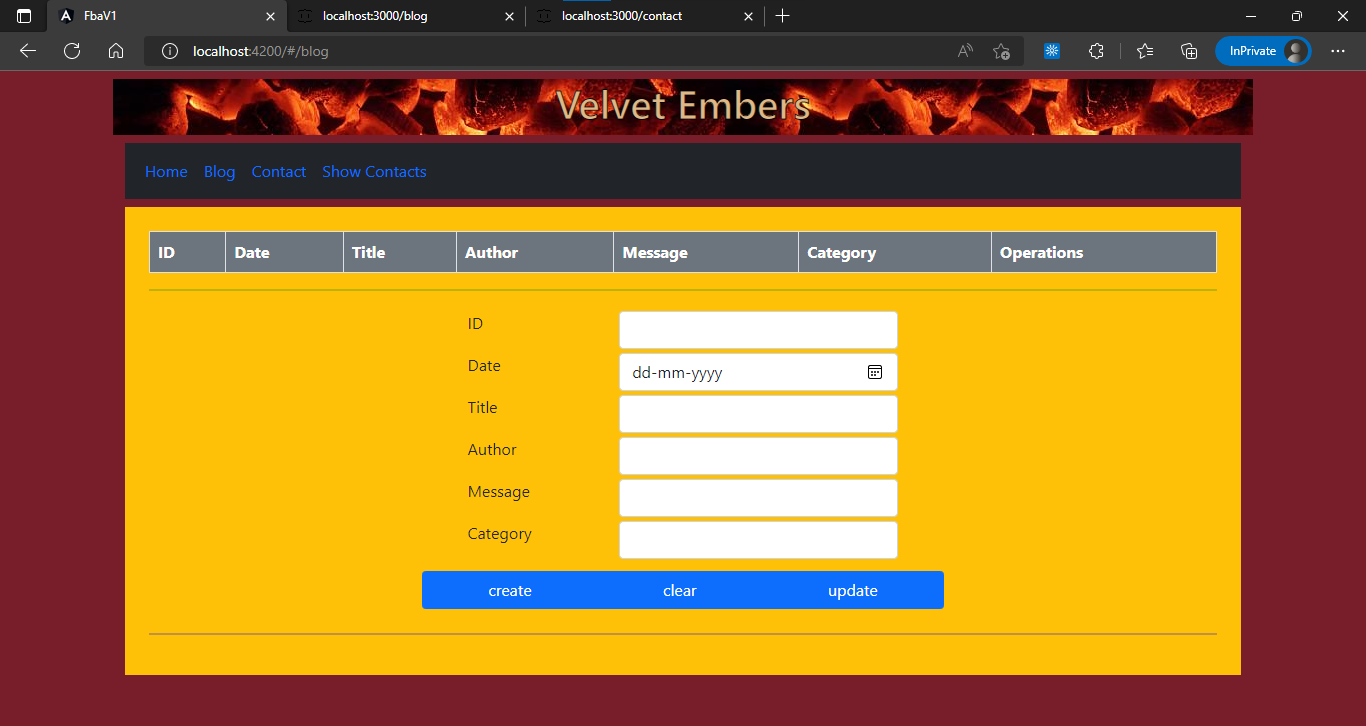 FbaV1 localhost:3000/blog localhost:3000/contact
localhost:4200/#/blog InPrivate
Velvet Embers
Home Blog Contact Show Contacts
ID Date Title Author Message Category Operations
ID
Date dd-mm-yyyy
Title
Author
Message
Category
create clear update